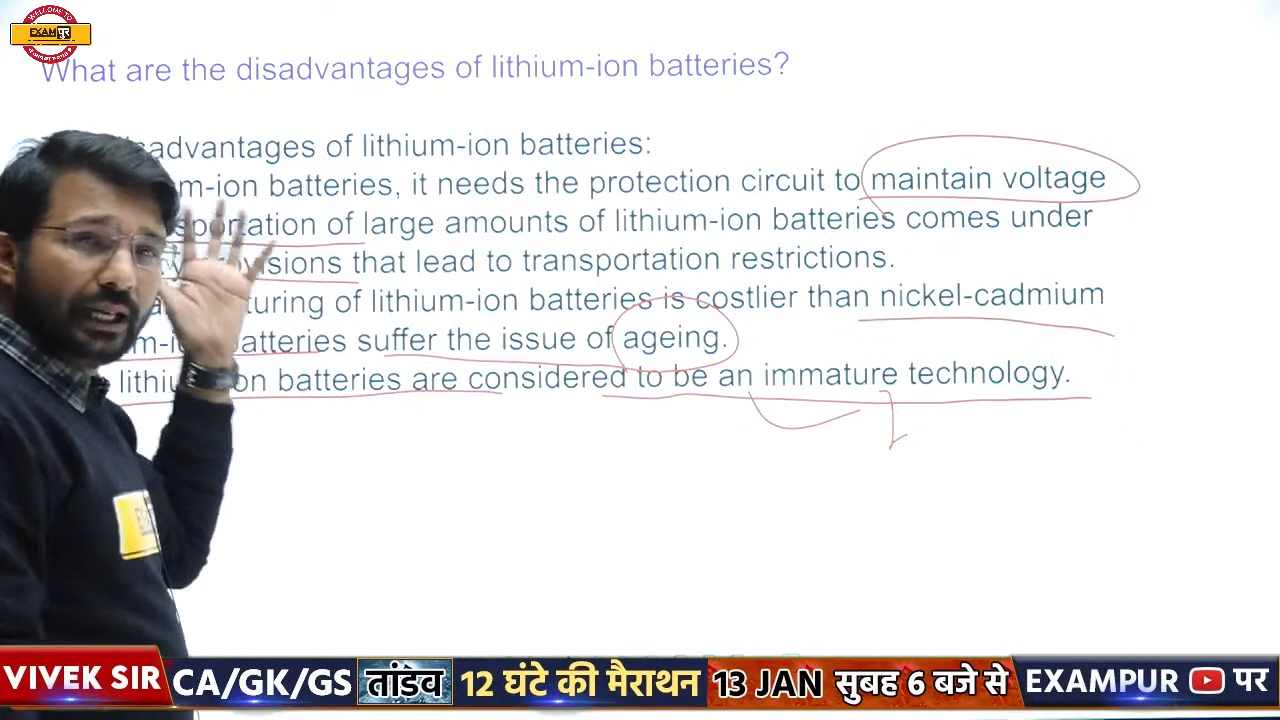 WELCOME TO
EXAM पुर
What are the disadvantages of lithium-ion batteries?
sadvantages of lithium-ion batteries:
m-ion batteries, it needs the protection circuit to maintain voltage
sportation of large amounts of lithium-ion batteries comes under
visions that lead to transportation restrictions.
turing of lithium-ion batteries is costlier than nickel-cadmium
batteries suffer the issue of ageing.
lithiu on batteries are considered to be an immature technology.
VIVEK SIR CA/GK/GS तांडव 12 घंटे की मैराथन 13 JAN सुबह 6 बजे से EXAMPUR पर